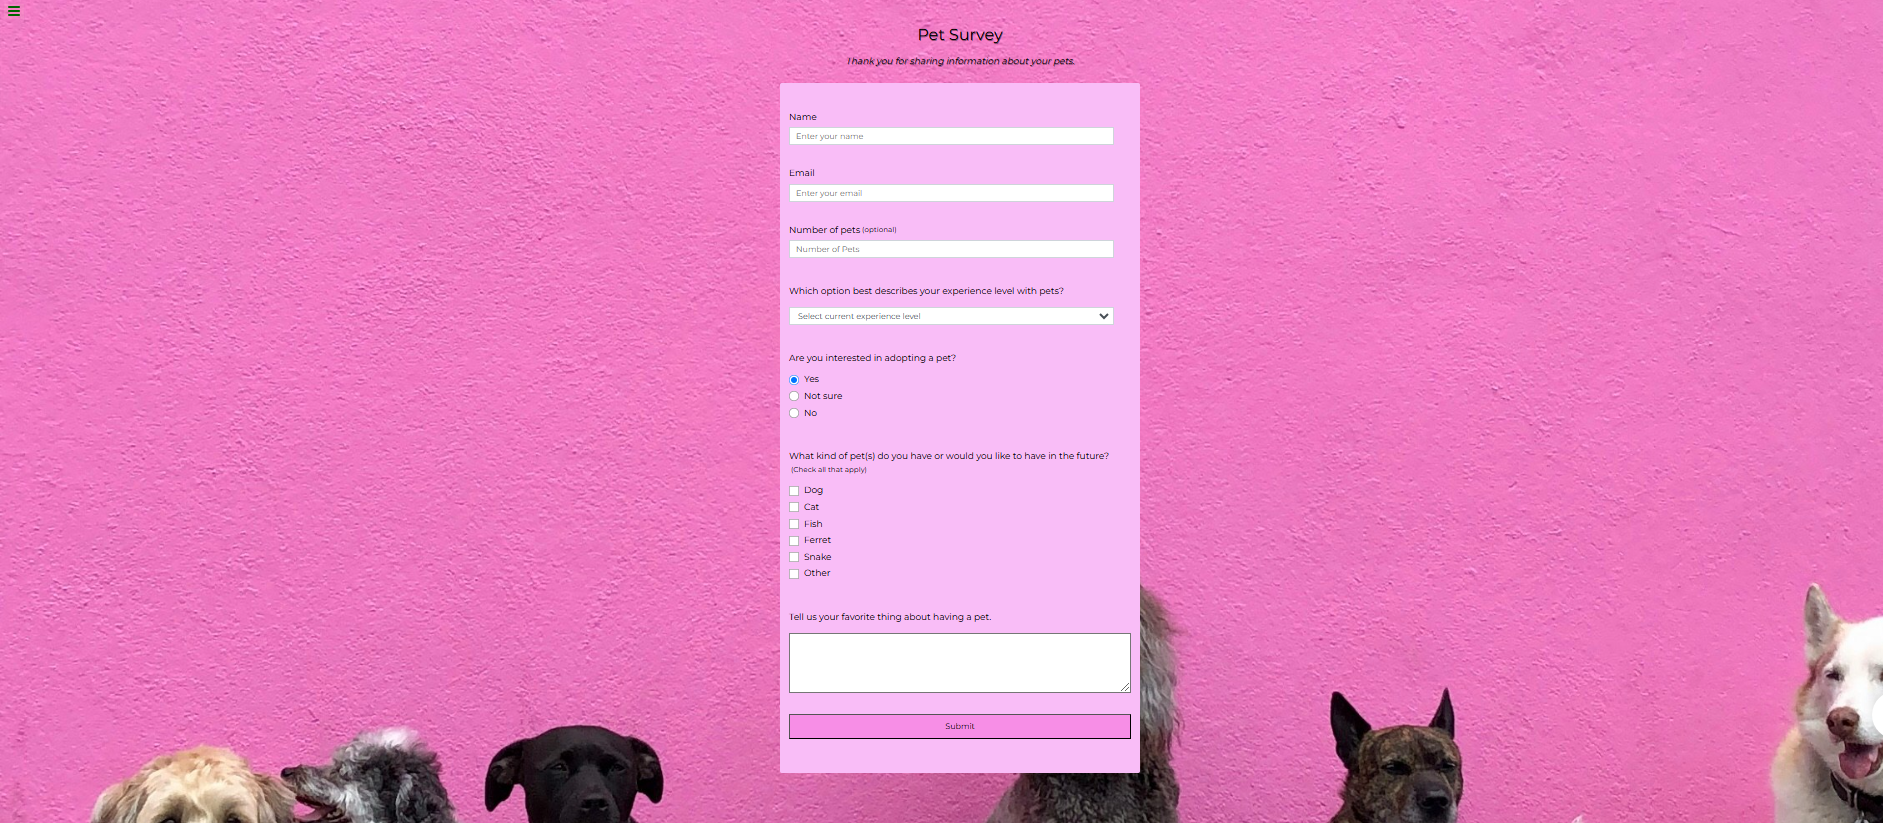 Pet Survey
Thank you for sharing information about your pets.
Name
Enter your name
Email
Enter your email
Number of pets (optional)
Number of Pets
Which option best describes your experience level with pets?
Select current experience level
Are you interested in adopting a pet?
Yes
Not sure
No
What kind of pet(s) do you have or would you like to have in the future?
(Check all that apply)
Dog
Cat
Fish
Ferret
Snake
Other
Tell us your favorite thing about having a pet.
Submit